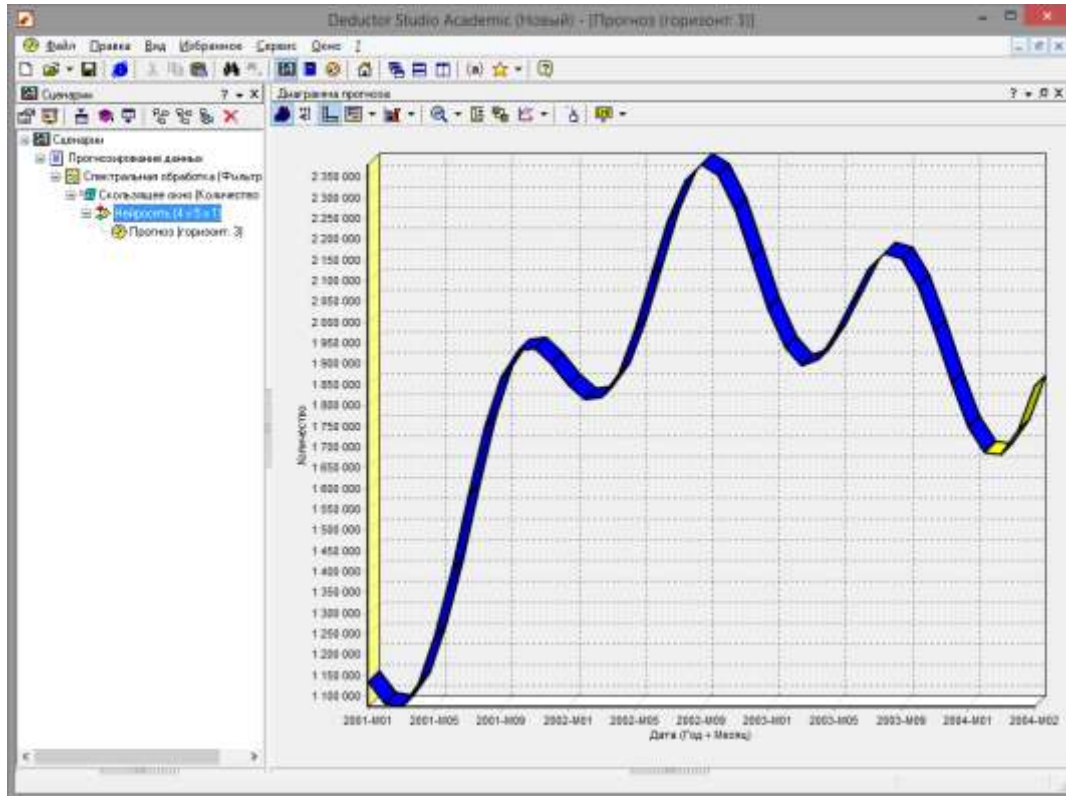 Deductor Studio Academic (Новый) - [Прогноз (горизонт: 3)]
Файл Правка Вид Избранное Сервис Окно ?
Сценарии
Диаграмма прогноза
Сценарии
Прогнозирование данных
Спектральная обработка (Фильтр
Скользящее окно (Количество
Нейросеть [4 x 5 x 1]
Прогноз (горизонт: 3)
2 350 000
2 300 000
2 250 000
2 200 000
2 150 000
2 100 000
2 050 000
2 000 000
1 950 000
1 900 000
1 850 000
1 800 000
1 750 000
1 700 000
1 650 000
1 600 000
1 550 000
1 500 000
1 450 000
1 400 000
1 350 000
1 300 000
1 250 000
1 200 000
1 150 000
1 100 000
Количество
2001-M01 2001-M05 2001-M09 2002-M01 2002-M05 2002-M09 2003-M01 2003-M05 2003-M09 2004-M01 2004-M02
Дата (Год + Месяц)